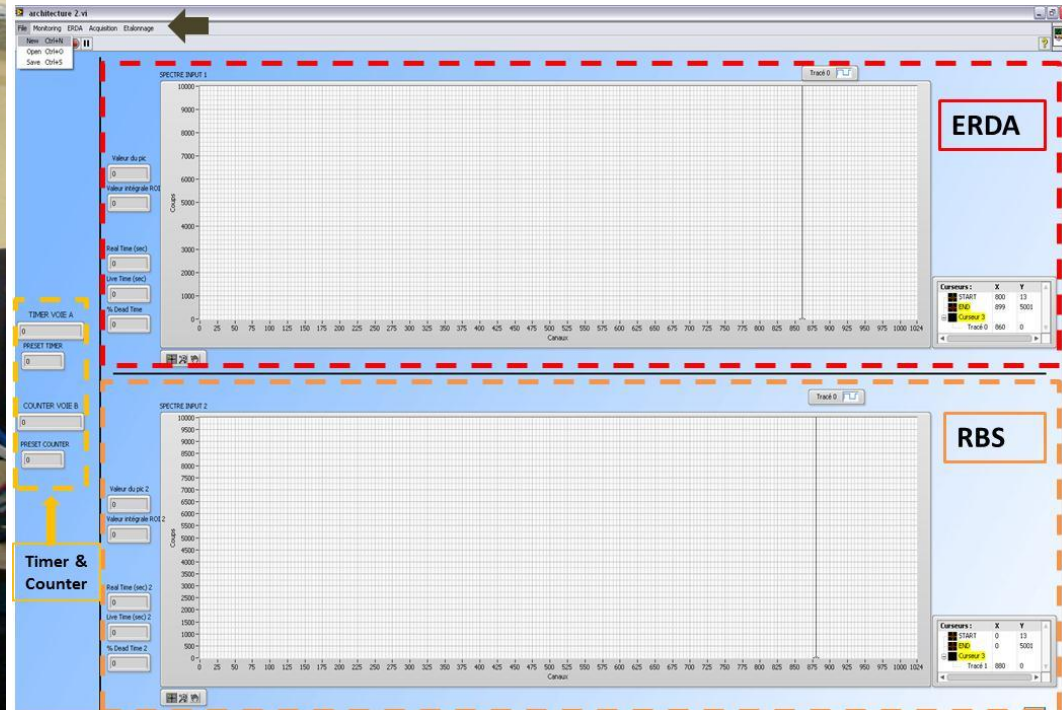 architecture 2.vi
File Monitoring ERDA Acquisition Etalonnage
New Ctrl+N
Open Ctrl+O
Save Ctrl+S
SPECTRE INPUT 1
Tracé 0
ERDA
10000
9000
8000
7000
6000
5000
4000
3000
2000
1000
0
Coups
0 25 50 75 100 125 150 175 200 225 250 275 300 325 350 375 400 425 450 475 500 525 550 575 600 625 650 675 700 725 750 775 800 825 850 875 900 925 950 975 1000 1024
Canaux
Valeur du pic
0
Valeur intégrale ROI
0
Real Time (sec)
0
Live Time (sec)
0
% Dead Time
0
Curseurs : X Y
START 800 13
END 899 5001
Curseur 3
Tracé 0 860 0
TIMER VOIE A
0
PRESET TIMER
0
COUNTER VOIE B
0
PRESET COUNTER
0
Timer &
Counter
SPECTRE INPUT 2
Tracé 0
RBS
10000
9500
9000
8500
8000
7500
7000
6500
6000
5500
5000
4500
4000
3500
3000
2500
2000
1500
1000
500
0
Coups
0 25 50 75 100 125 150 175 200 225 250 275 300 325 350 375 400 425 450 475 500 525 550 575 600 625 650 675 700 725 750 775 800 825 850 875 900 925 950 975 1000 1024
Canaux
Valeur du pic 2
0
Valeur intégrale ROI 2
0
Real Time (sec) 2
0
Live Time (sec) 2
0
% Dead Time 2
0
Curseurs : X Y
START 0 13
END 0 5001
Curseur 3
Tracé 1 880 0